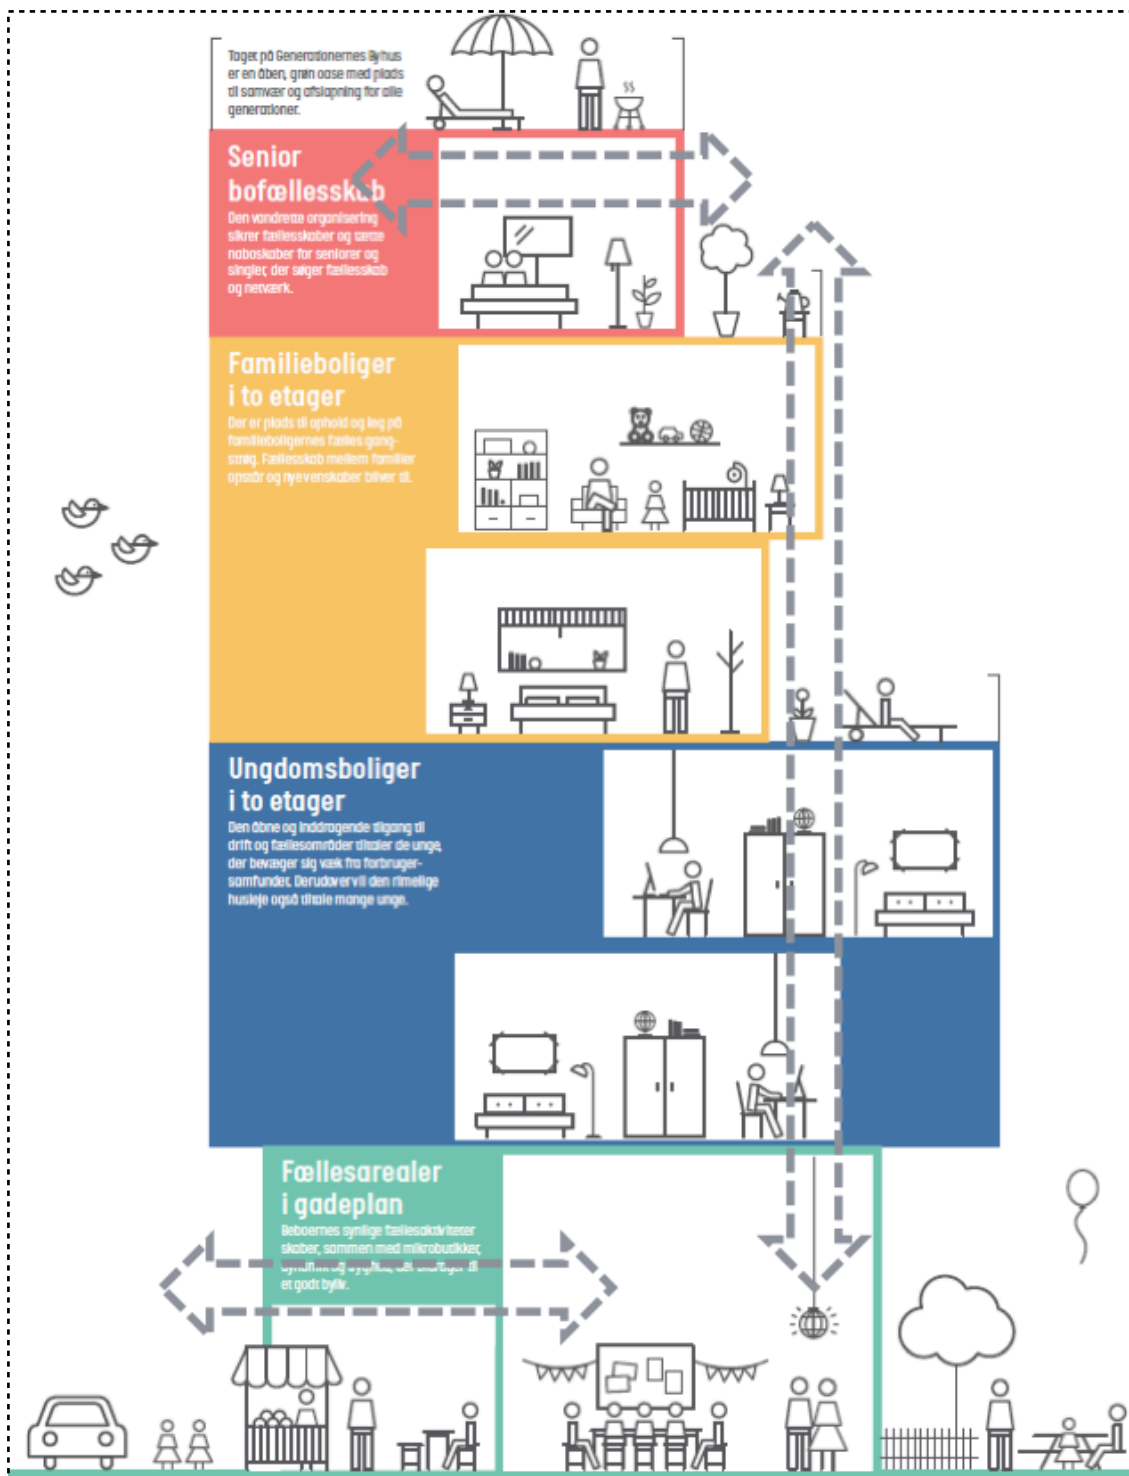 Taget på Generationernes Byhus
er en åben, grøn oase med plads
til samvær og afslapning for alle
generationer.
Senior
bofællesskab
Den vandrette organisering
sikrer fællesskaber og tætte
naboskaber for seniorer og
singler, der søger fællesskab
og netværk.
Familieboliger
i to etager
Der er plads til ophold og leg på
familieboligernes fælles gang-
strøg. Fællesskab mellem familier
opstår og nye venskaber bliver til.
Ungdomsboliger
i to etager
Den åbne og inddragende tilgang til
drift og fællesområder tiltaler de unge,
der bevæger sig væk fra forbruger-
samfundet. Derudover vil den rimelige
husleje også tiltale mange unge.
Fællesarealer
i gadeplan
Beboernes synlige fællesaktiviteter
skaber, sammen med mikrobutikker,
et godt byliv.